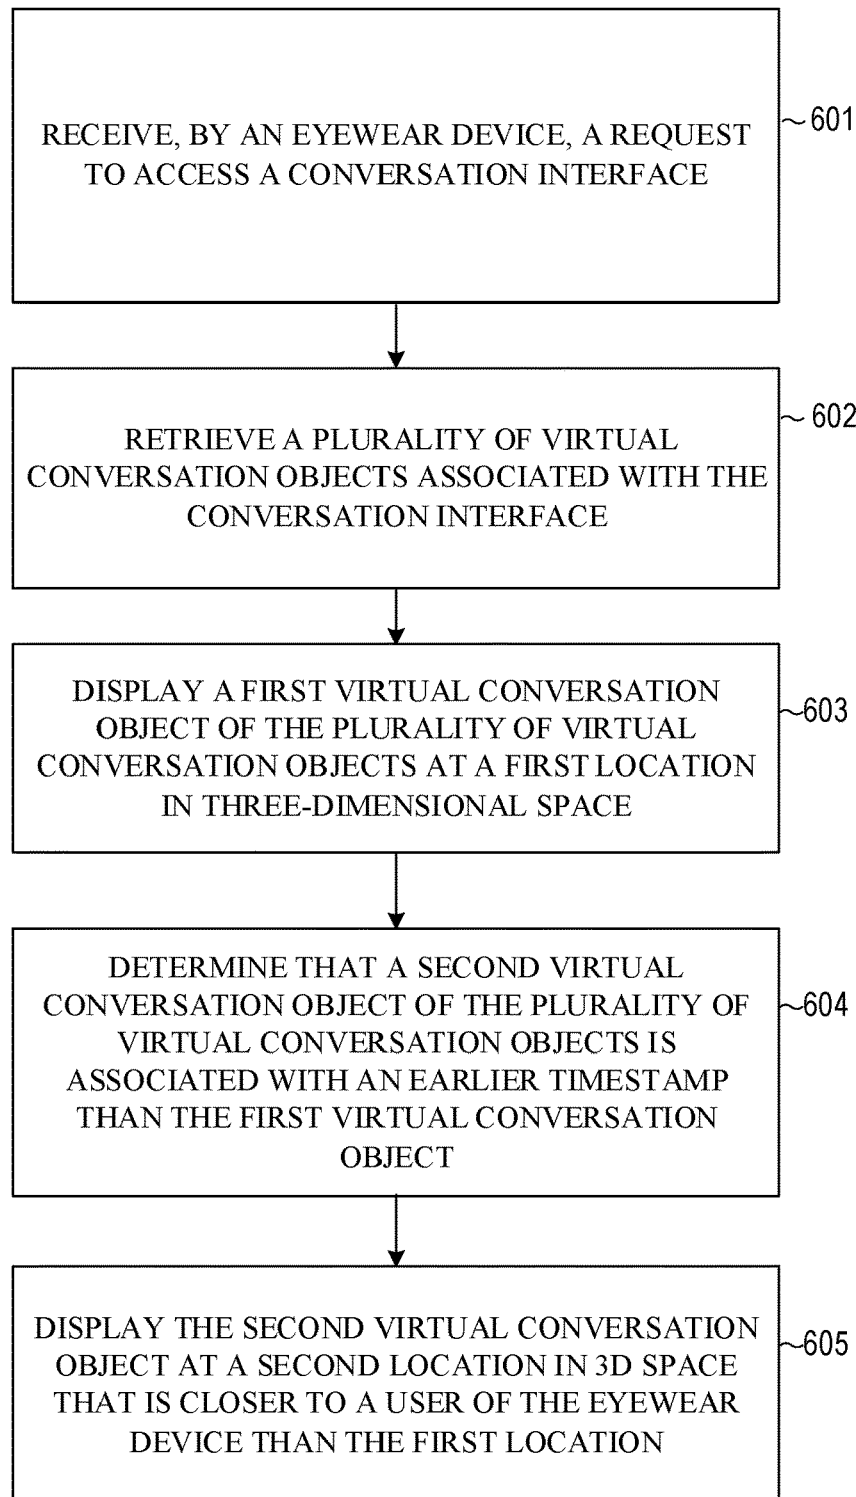 RECEIVE, BY AN EYEWEAR DEVICE, A REQUEST
TO ACCESS A CONVERSATION INTERFACE
~601
RETRIEVE A PLURALITY OF VIRTUAL
CONVERSATION OBJECTS ASSOCIATED WITH THE
CONVERSATION INTERFACE
~602
DISPLAY A FIRST VIRTUAL CONVERSATION
OBJECT OF THE PLURALITY OF VIRTUAL
CONVERSATION OBJECTS AT A FIRST LOCATION
IN THREE-DIMENSIONAL SPACE
~603
DETERMINE THAT A SECOND VIRTUAL
CONVERSATION OBJECT OF THE PLURALITY OF
VIRTUAL CONVERSATION OBJECTS IS
ASSOCIATED WITH AN EARLIER TIMESTAMP
THAN THE FIRST VIRTUAL CONVERSATION
OBJECT
~604
DISPLAY THE SECOND VIRTUAL CONVERSATION
OBJECT AT A SECOND LOCATION IN 3D SPACE
THAT IS CLOSER TO A USER OF THE EYEWEAR
DEVICE THAN THE FIRST LOCATION
~605